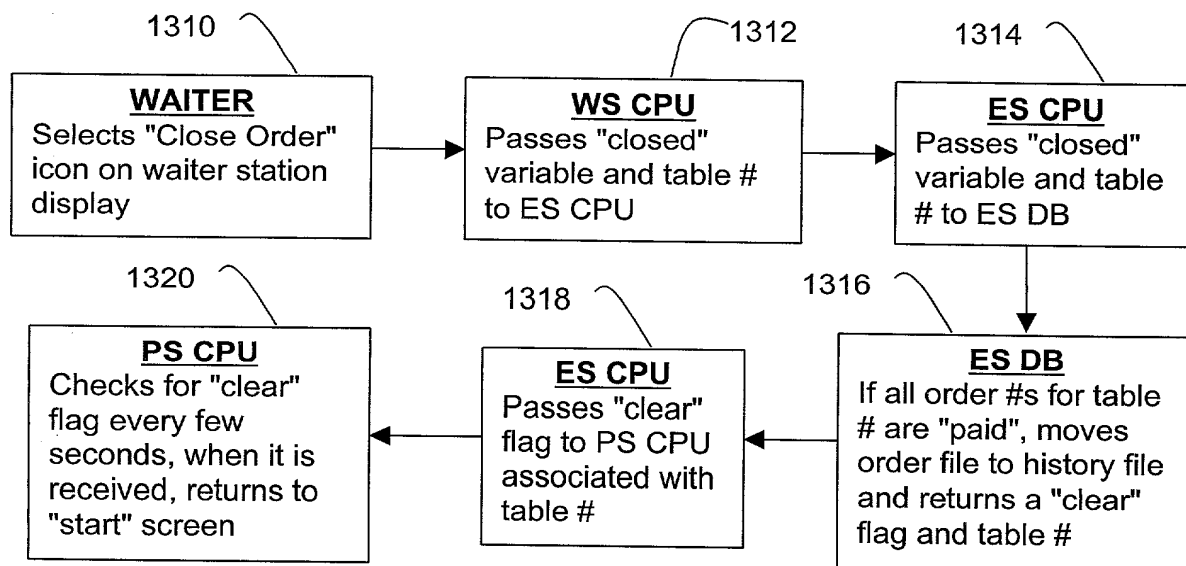 1310
WAITER
Selects "Close Order"
icon on waiter station
display
1312
WS CPU
Passes "closed"
variable and table #
to ES CPU
1314
ES CPU
Passes "closed"
variable and table
# to ES DB
1316
ES DB
If all order #s for table
# are "paid", moves
order file to history file
and returns a "clear"
flag and table #
1318
ES CPU
Passes "clear"
flag to PS CPU
associated with
table #
1320
PS CPU
Checks for "clear"
flag every few
seconds, when it is
received, returns to
"start" screen